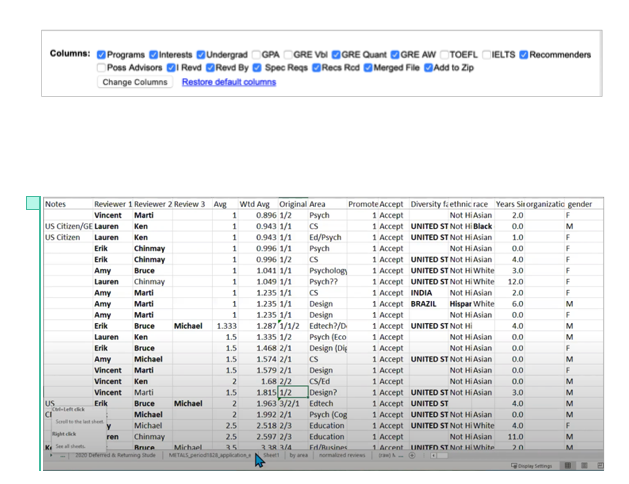 Columns: Programs Interests Undergrad GPA GRE Vbl GRE Quant GRE AW TOEFL IELTS Recommenders
Poss Advisors I Revd Revd By Spec Reqs Recs Rcd Merged File Add to Zip
Change Columns Restore default columns
Notes Reviewer 1 Reviewer 2 Review 3 Avg Wtd Avg Original Area Promote Accept Diversity fa ethnic race Years Sin organizatio gender
Vincent Marti 1 0.896 1/2 Psych 1 Accept Not Hi Asian 2.0 F
US Citizen/GE Lauren Ken 1 0.943 1/1 CS 1 Accept UNITED ST Not Hi Black 0.0 M
US Citizen Lauren Ken 1 0.943 1/1 Ed/Psych 1 Accept UNITED ST Not Hi Asian 1.0 F
Erik Chinmay 1 0.996 1/1 Psych 1 Accept Not Hi Asian 0.0 F
Erik Chinmay 1 0.996 1/2 CS 1 Accept UNITED ST Not Hi Asian 4.0 F
Amy Bruce 1 1.041 1/1 Psycholog 1 Accept UNITED ST Not Hi White 3.0 F
Lauren Chinmay 1 1.049 1/1 Psych?? 1 Accept UNITED ST Not Hi White 12.0 F
Amy Marti 1 1.235 1/1 CS 1 Accept INDIA Not Hi Asian 2.0 F
Amy Marti 1 1.235 1/1 Design 1 Accept BRAZIL Hispar White 6.0 M
Amy Marti 1 1.235 1/1 Design 1 Accept Not Hi Asian 0.0 F
Erik Bruce Michael 1.333 1.287 1/1/2 Edtech?/D 1 Accept UNITED ST Not Hi 4.0 M
Lauren Ken 1.5 1.335 1/2 Psych (Eco 1 Accept Not Hi Asian 0.0 M
Erik Marti 1.5 1.468 2/1 Design (Dig 1 Accept Not Hi Asian 0.0 F
Amy Michael 1.5 1.574 2/1 CS 1 Accept UNITED ST Not Hi Asian 0.0 M
Vincent Marti 1.5 1.579 2/1 Design 1 Accept Not Hi Asian 0.0 F
Vincent Ken 2 1.68 2/2 CS/Ed 1 Accept Not Hi Asian 0.0 M
Vincent Marti 1.5 1.815 1/2 Design? 1 Accept UNITED ST Not Hi Asian 3.0 M
US Erik Bruce Michael 2 1.963 3/2/1 Edtech 1 Accept UNITED ST Not Hi White 4.0 M
Michael 2 1.992 2/1 Psych (Cog 1 Accept Not Hi Asian 0.0 M
Michael 2.5 2.518 2/3 Education 1 Accept UNITED ST Not Hi White 4.0 F
ren Chinmay 2.5 2.597 2/3 Education 1 Accept Not Hi Asian 11.0 M
Bruce Michael 3.5 3.38 3/4 Ed/Busines 1 Accept UNITED ST Not Hi White 2.0 M
Ctrl+Left click
Scroll to the last sheet.
Right click
See all sheets.
2020 Deferred & Returning Stude METALS_period1828_application_e Sheet1 by area normalized reviews (raw)
Display Settings